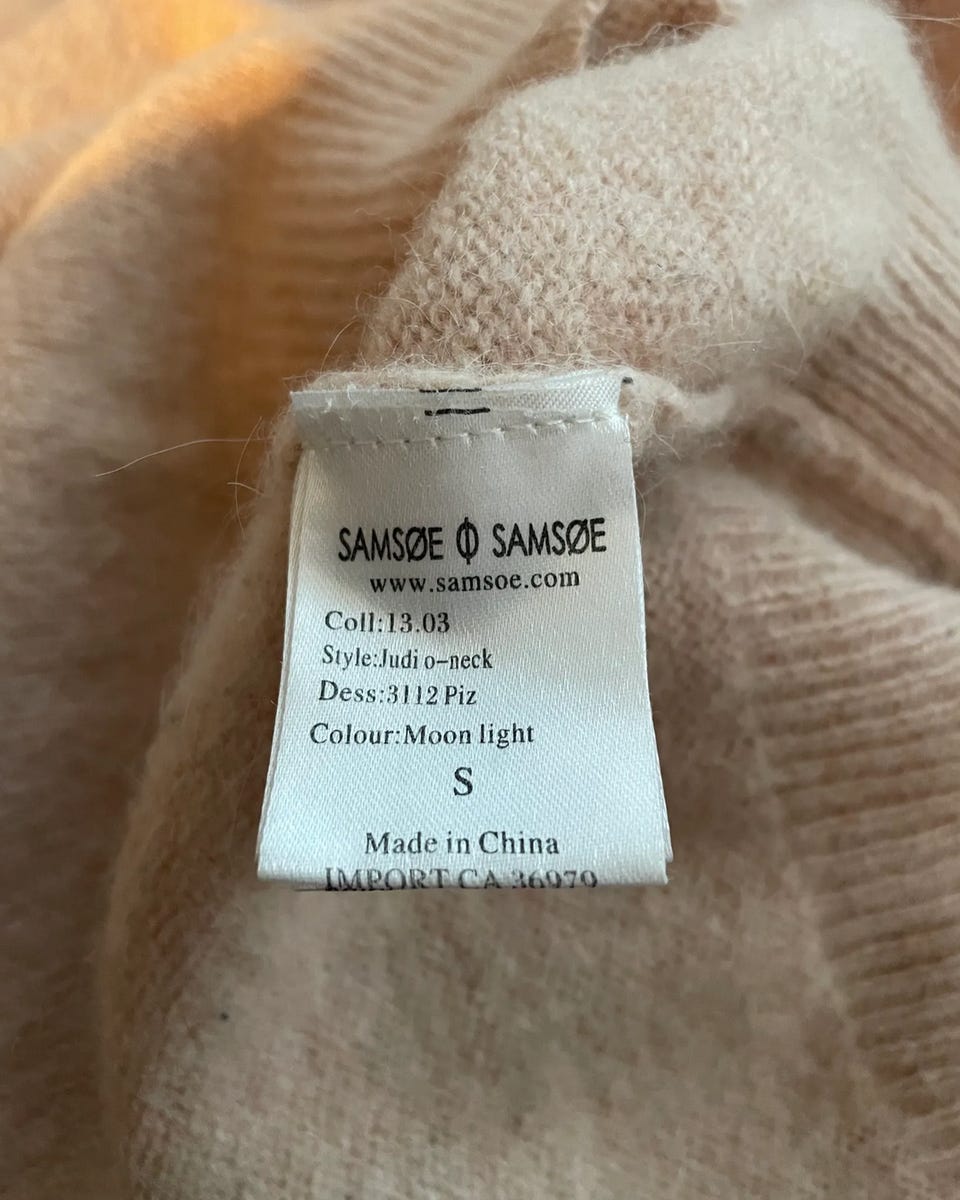 SAMSØE Φ SAMSØE
www.samsoe.com
Coll:13.03
Style:Judi o-neck
Dess:3112 Piz
Colour:Moon light
S
Made in China
IMPORT CA 36979